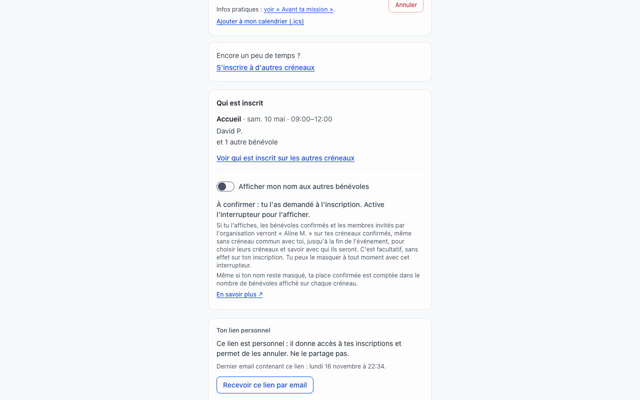 Infos pratiques : voir « Avant ta mission ».
Annuler
Ajouter à mon calendrier (.ics)
Encore un peu de temps ?
S'inscrire à d'autres créneaux
Qui est inscrit
Accueil · sam. 10 mai · 09:00–12:00
David P.
et 1 autre bénévole
Voir qui est inscrit sur les autres créneaux
Afficher mon nom aux autres bénévoles
À confirmer : tu l'as demandé à l'inscription. Active
l'interrupteur pour l'afficher.
Si tu l'affiches, les bénévoles confirmés et les membres invités par
l'organisation verront « Aline M. » sur tes créneaux confirmés, même
sans créneau commun avec toi, jusqu'à la fin de l'événement, pour
choisir leurs créneaux et savoir avec qui ils seront. C'est facultatif, sans
effet sur ton inscription. Tu peux le masquer à tout moment avec cet
interrupteur.
Même si ton nom reste masqué, ta place confirmée est comptée dans le
nombre de bénévoles affiché sur chaque créneau.
En savoir plus ↗
Ton lien personnel
Ce lien est personnel : il donne accès à tes inscriptions et
permet de les annuler. Ne le partage pas.
Dernier email contenant ce lien : lundi 16 novembre à 22:34.
Recevoir ce lien par email